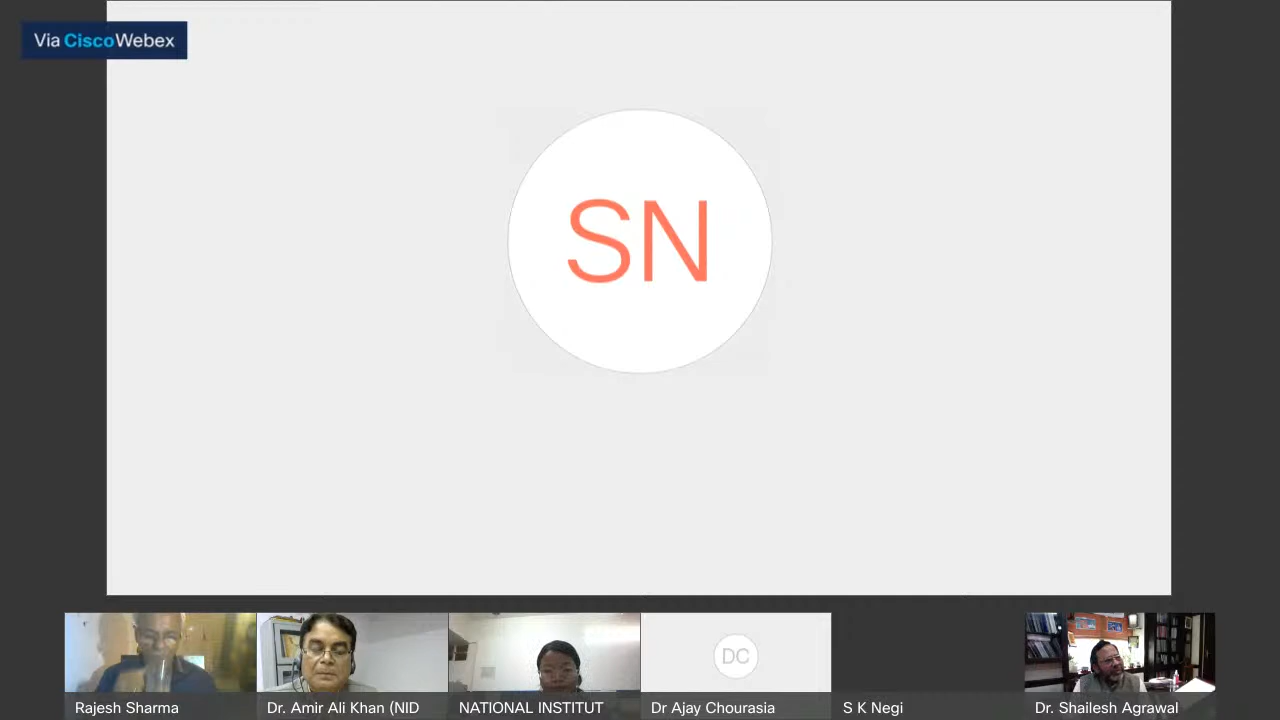 Via CiscoWebex
SN
DC
Rajesh Sharma
Dr. Amir Ali Khan (NID
NATIONAL INSTITUT
Dr Ajay Chourasia
S K Negi
Dr. Shailesh Agrawal